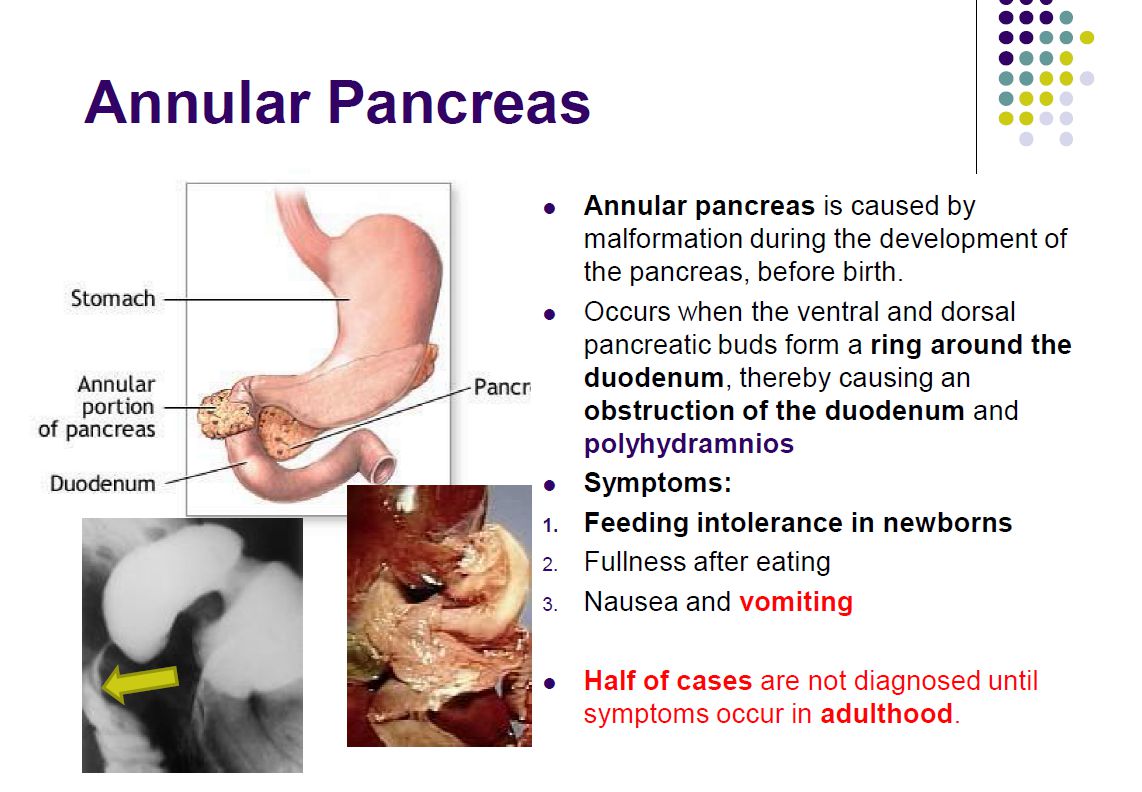 Annular Pancreas
Stomach
Annular
portion
of pancreas
Pancr
Duodenum
● Annular pancreas is caused by
malformation during the development of
the pancreas, before birth.
● Occurs when the ventral and dorsal
pancreatic buds form a ring around the
duodenum, thereby causing an
obstruction of the duodenum and
polyhydramnios
● Symptoms:
1. Feeding intolerance in newborns
2. Fullness after eating
3. Nausea and vomiting
● Half of cases are not diagnosed until
symptoms occur in adulthood.